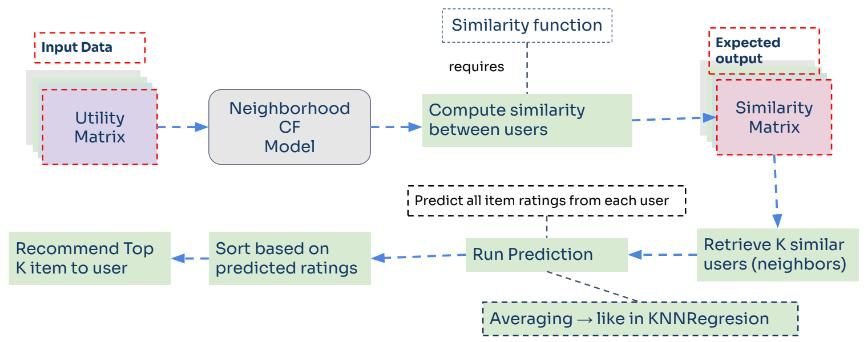 Similarity function
Input Data
Expected
output
requires
Utility
Matrix
Neighborhood
CF
Model
Compute similarity
between users
Similarity
Matrix
Predict all item ratings from each user
Recommend Top
K item to user
Sort based on
predicted ratings
Run Prediction
Retrieve K similar
users (neighbors)
Averaging → like in KNNRegresion